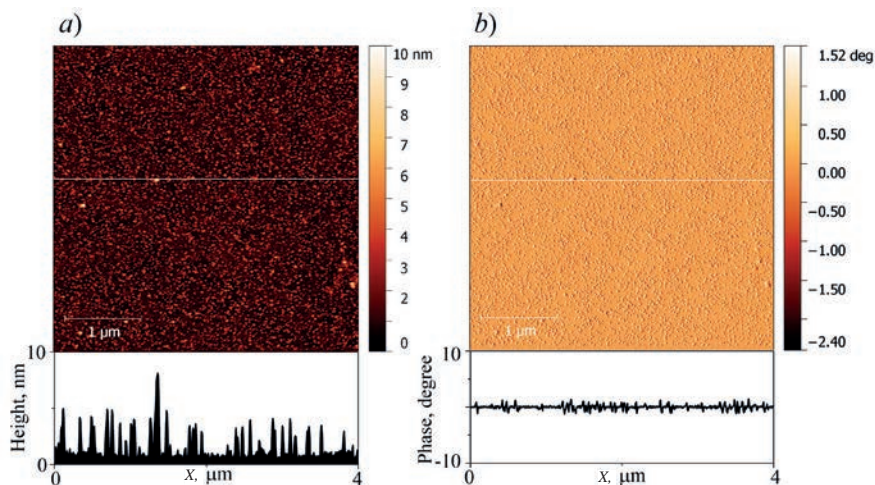 a)
10 nm
9
8
7
6
5
4
3
2
1
0
1 μm
10
0
Height, nm
0
X, μm
4
b)
1.52 deg
1.00
0.50
0.00
−0.50
−1.00
−1.50
−2.40
1 μm
10
-10
Phase, degree
0
X, μm
4